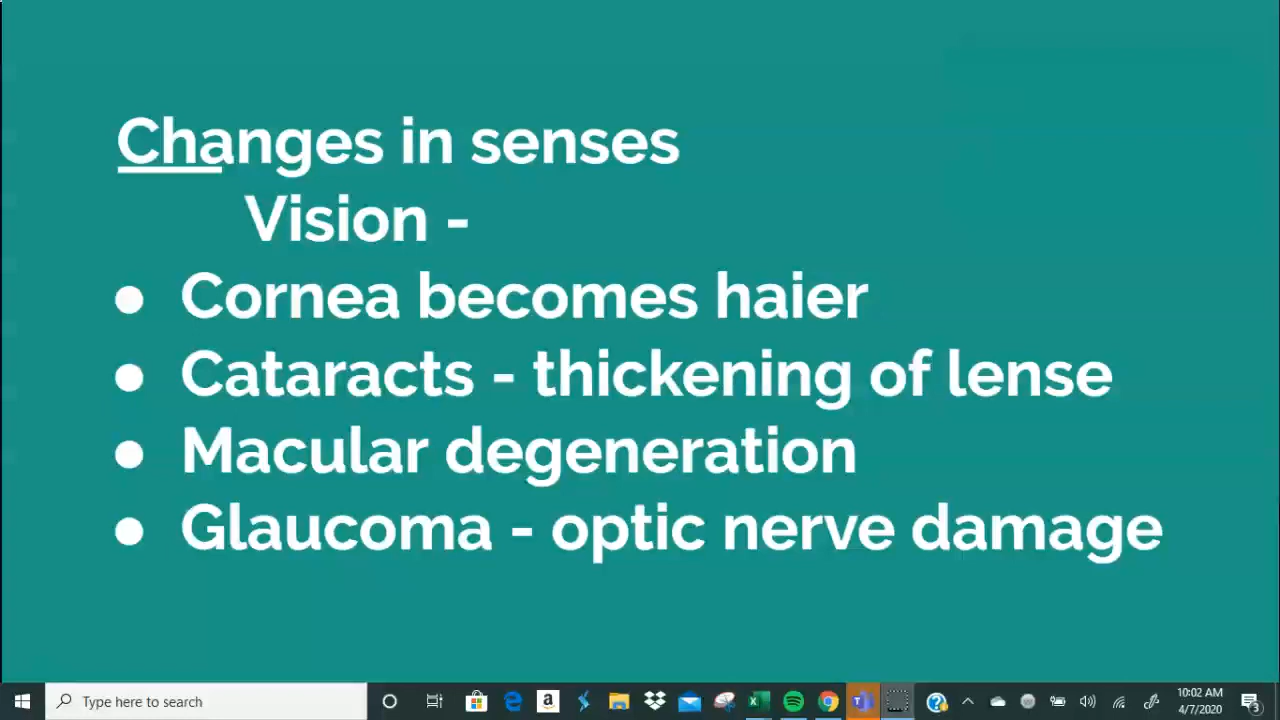 Changes in senses
Vision -
● Cornea becomes haier
● Cataracts - thickening of lense
● Macular degeneration
● Glaucoma - optic nerve damage
Type here to search
10:02 AM
4/7/2020
3